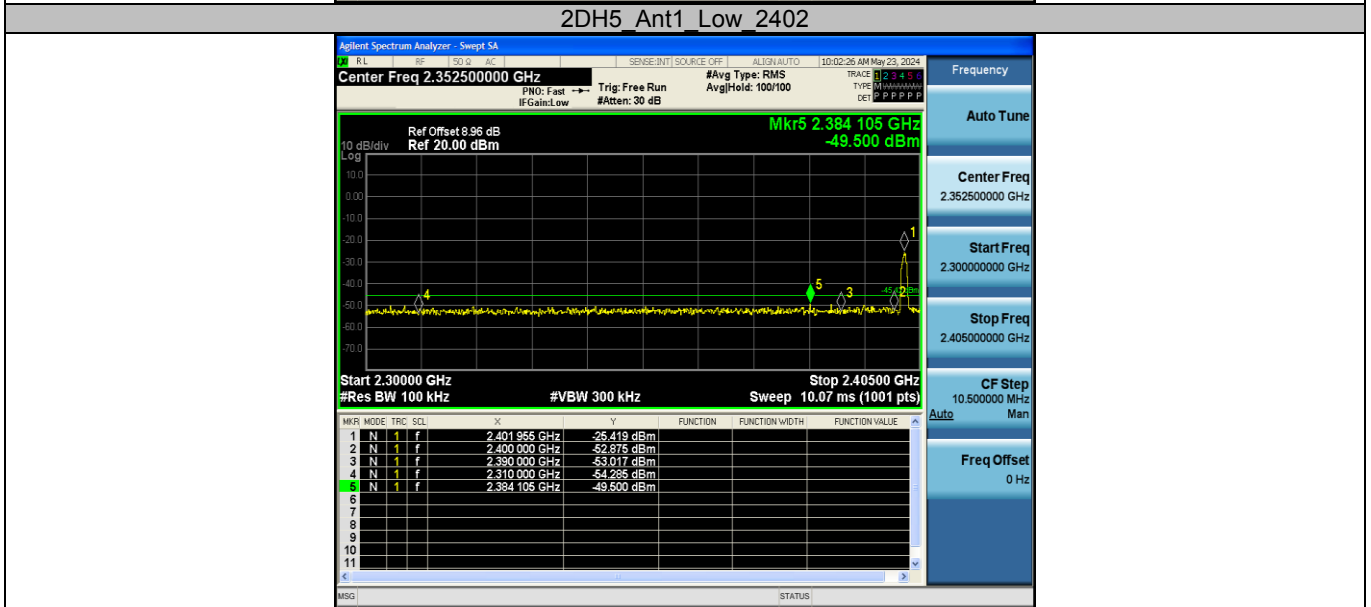 2DH5_Ant1_Low_2402
Agilent Spectrum Analyzer - Swept SA
RL RF 50 Ω AC SENSE:INT SOURCE OFF ALIGN AUTO 10:02:26 AM May 23, 2024
Center Freq 2.352500000 GHz
PNO: Fast
IFGain:Low
Trig: Free Run
#Atten: 30 dB
#Avg Type: RMS
Avg|Hold: 100/100
TRACE 1 2 3 4 5 6
TYPE M
DET P P P P P P
Mkr5 2.384 105 GHz
-49.500 dBm
Ref Offset 8.96 dB
10 dB/div Ref 20.00 dBm
Log
10.0
0.00
-10.0
-20.0
-30.0
-40.0
-50.0
-60.0
-70.0
1
5
3
2
4
Start 2.30000 GHz Stop 2.40500 GHz
#Res BW 100 kHz #VBW 300 kHz Sweep 10.07 ms (1001 pts)
MKR MODE TRC SCL X Y FUNCTION FUNCTION WIDTH FUNCTION VALUE
1 N 1 f 2.401 955 GHz -25.419 dBm
2 N 1 f 2.400 000 GHz -52.875 dBm
3 N 1 f 2.390 000 GHz -53.017 dBm
4 N 1 f 2.310 000 GHz -54.285 dBm
5 N 1 f 2.384 105 GHz -49.500 dBm
6
7
8
9
10
11
MSG STATUS
Frequency
Auto Tune
Center Freq
2.352500000 GHz
Start Freq
2.300000000 GHz
Stop Freq
2.405000000 GHz
CF Step
10.500000 MHz
Auto Man
Freq Offset
0 Hz